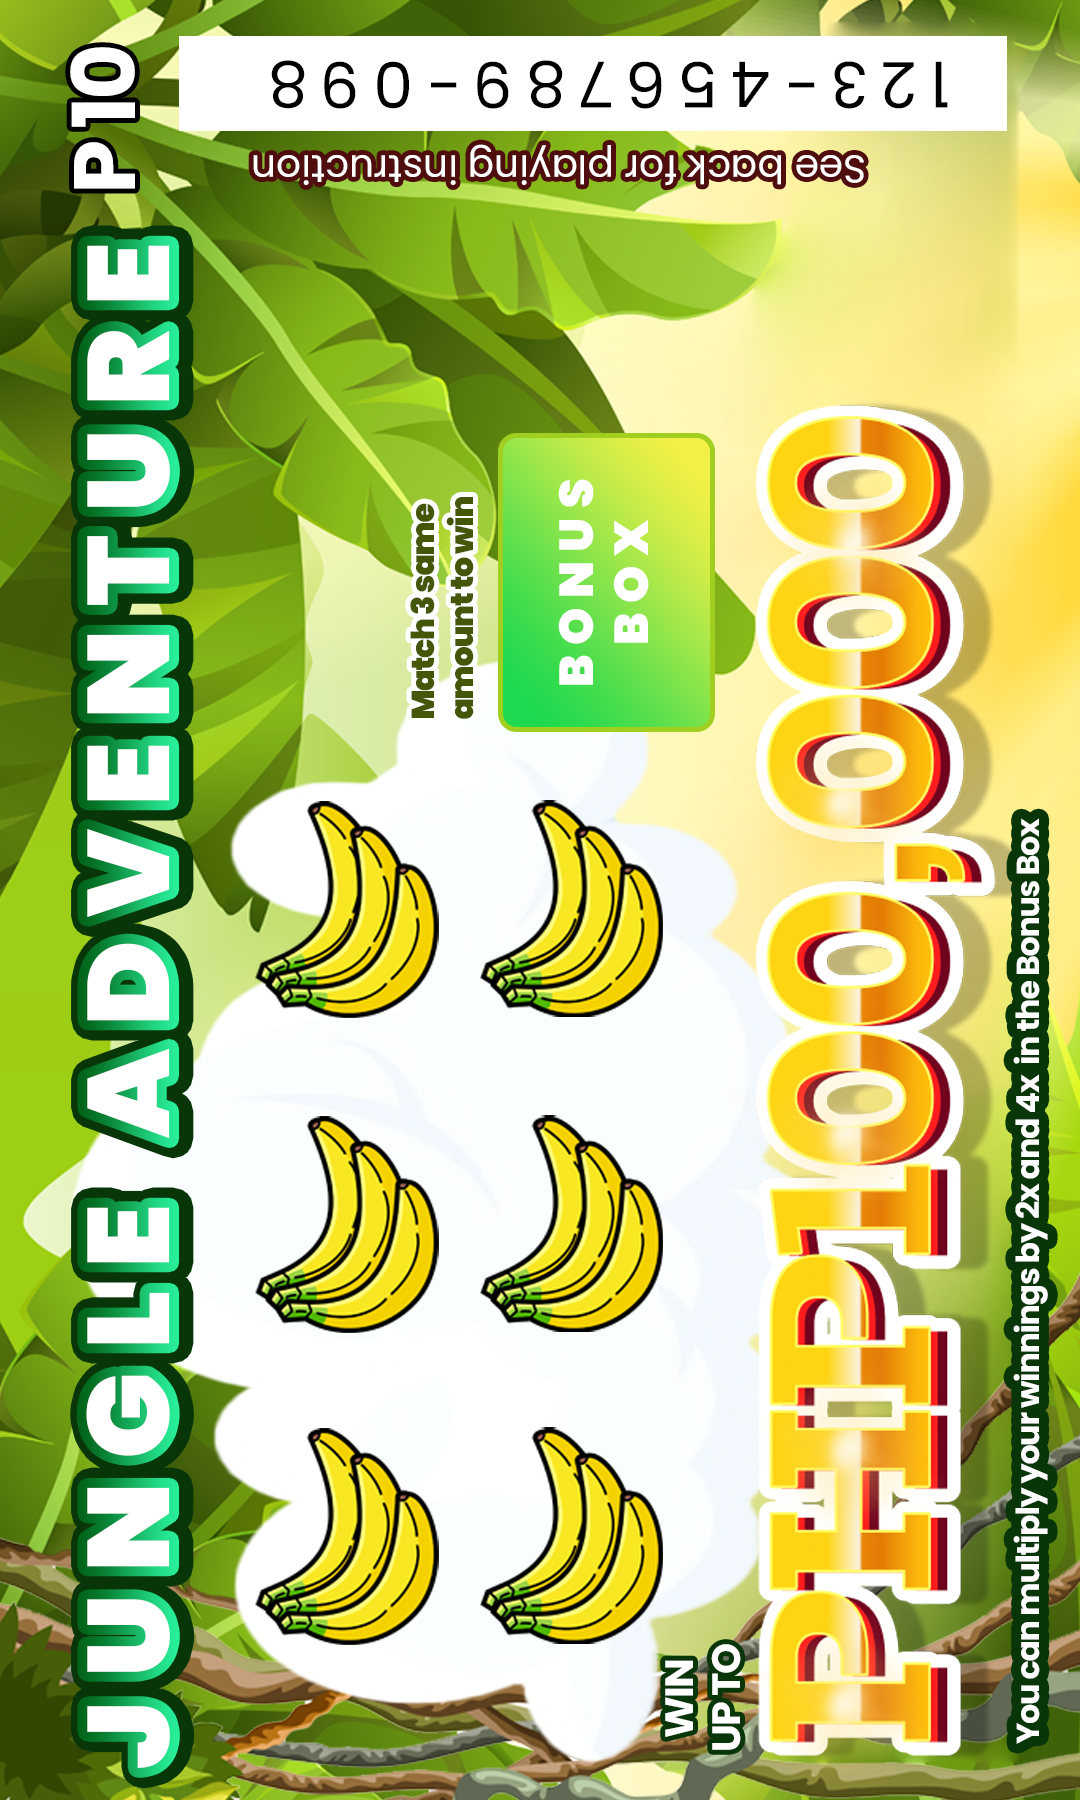 JUNGLE ADVENTURE P10
123-456789-098
See back for playing instruction
Match 3 same
amount to win
BONUS
BOX
WIN
UP TO
PHP100,000
You can multiply your winnings by 2x and 4x in the Bonus Box